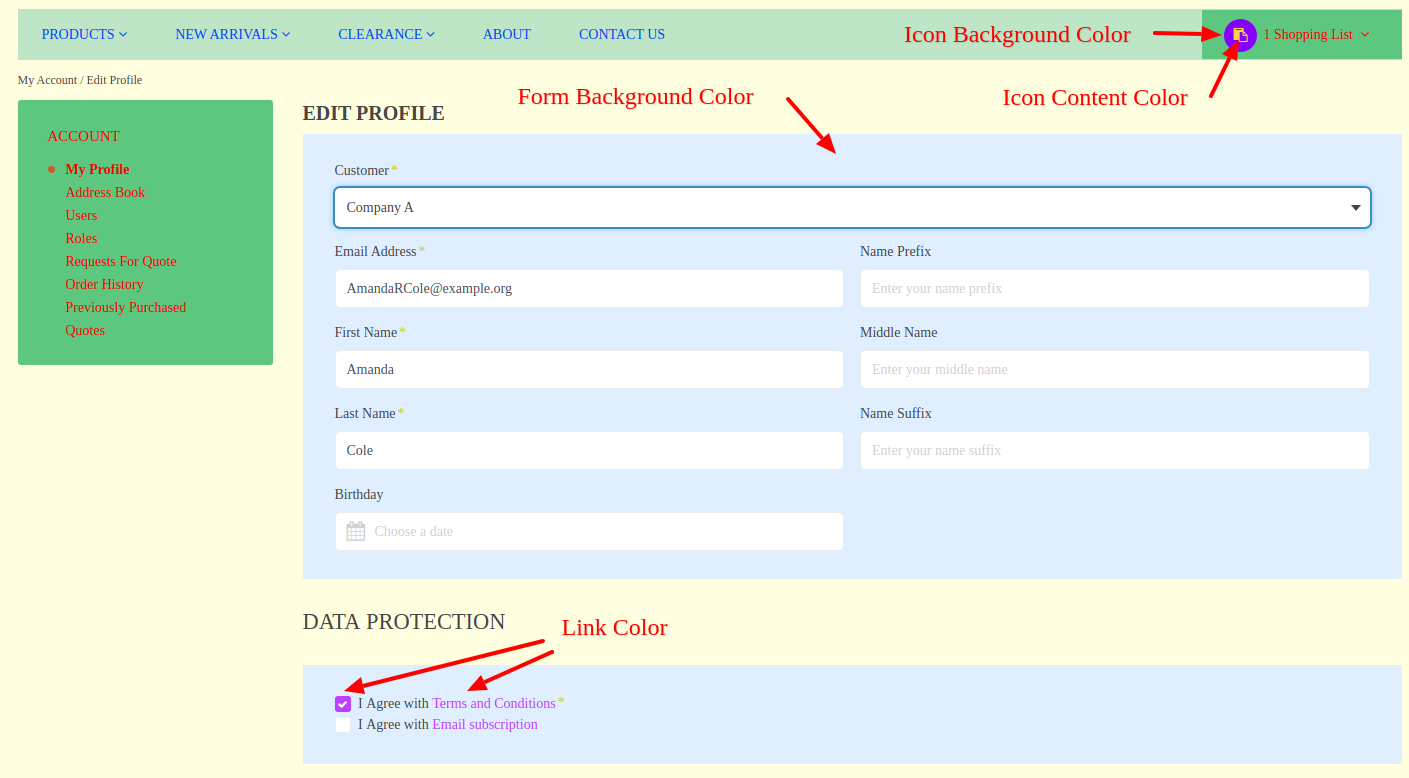 PRODUCTS NEW ARRIVALS CLEARANCE ABOUT CONTACT US Icon Background Color 1 Shopping List
My Account / Edit Profile
Form Background Color Icon Content Color
EDIT PROFILE
ACCOUNT
My Profile
Address Book
Users
Roles
Requests For Quote
Order History
Previously Purchased
Quotes
Customer *
Company A
Email Address * Name Prefix
AmandaRCole@example.org Enter your name prefix
First Name * Middle Name
Amanda Enter your middle name
Last Name * Name Suffix
Cole Enter your name suffix
Birthday
Choose a date
DATA PROTECTION Link Color
I Agree with Terms and Conditions *
I Agree with Email subscription